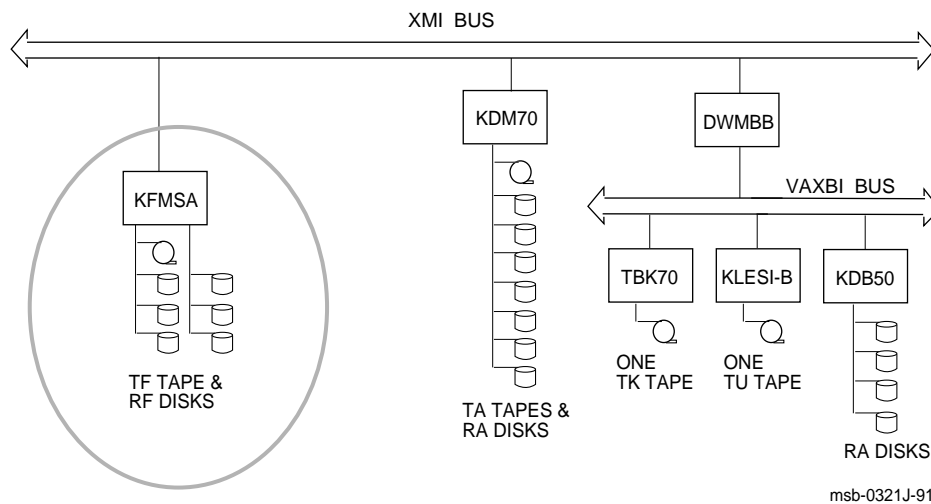 XMI BUS
KDM70
DWMBB
KFMSA
VAXBI BUS
TBK70
KLESI-B
KDB50
TF TAPE &
RF DISKS
TA TAPES &
RA DISKS
ONE
TK TAPE
ONE
TU TAPE
RA DISKS
msb-0321J-91